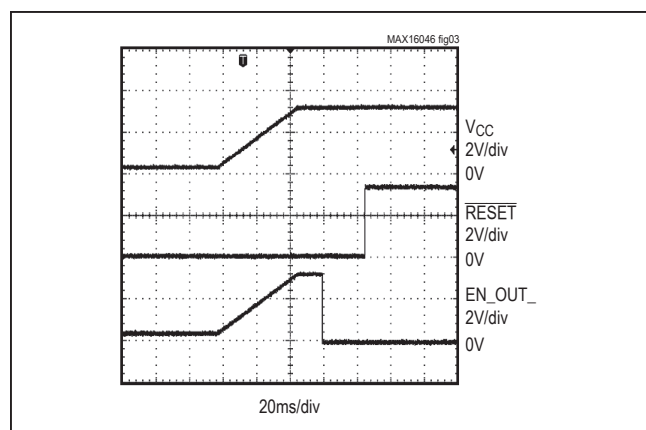 MAX16046 fig03
T
VCC
2V/div
0V
RESET
2V/div
0V
EN_OUT_
2V/div
0V
20ms/div